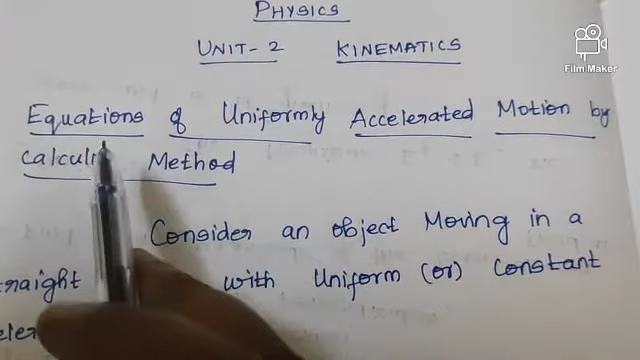 PHYSICS
UNIT-2 KINEMATICS
Film Maker
Equations of Uniformly Accelerated Motion by
Method
Consider an object Moving in a
with Uniform (or) constant